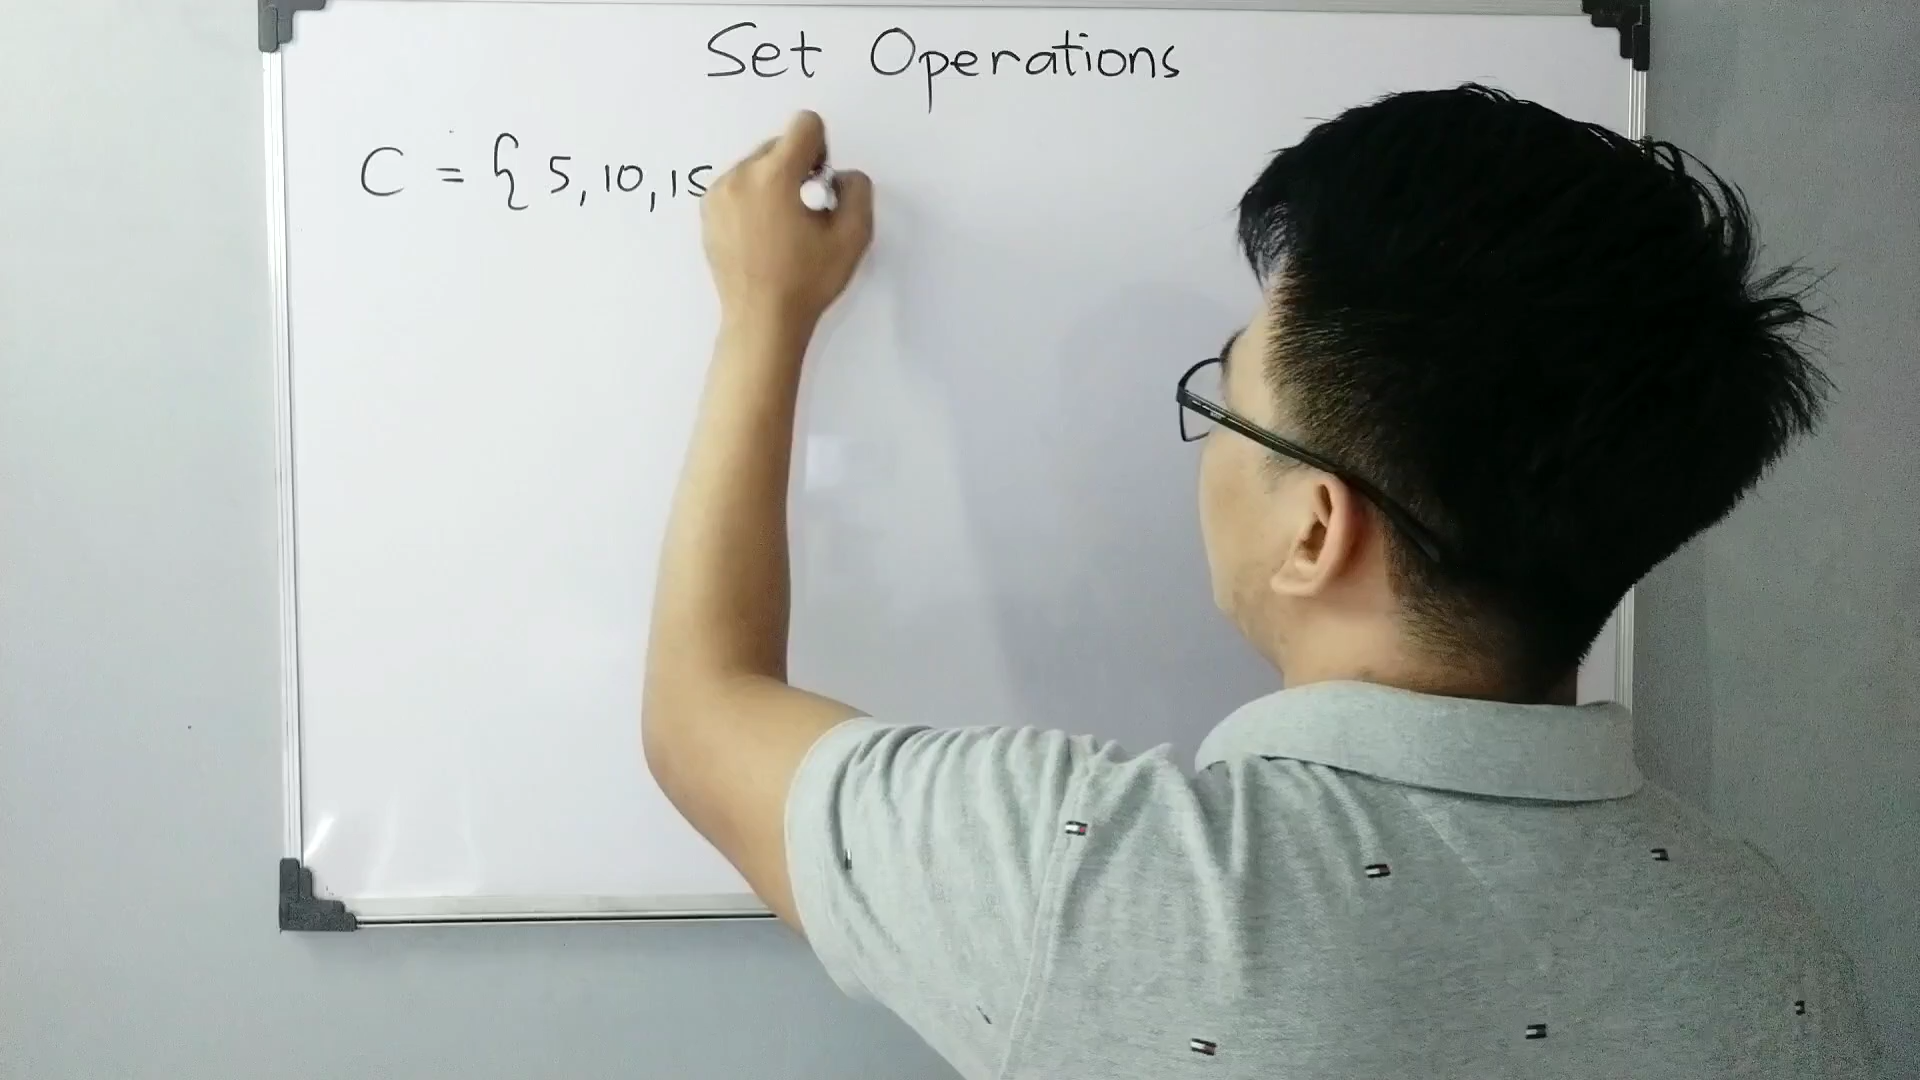 Set Operations
C = { 5, 10, 15